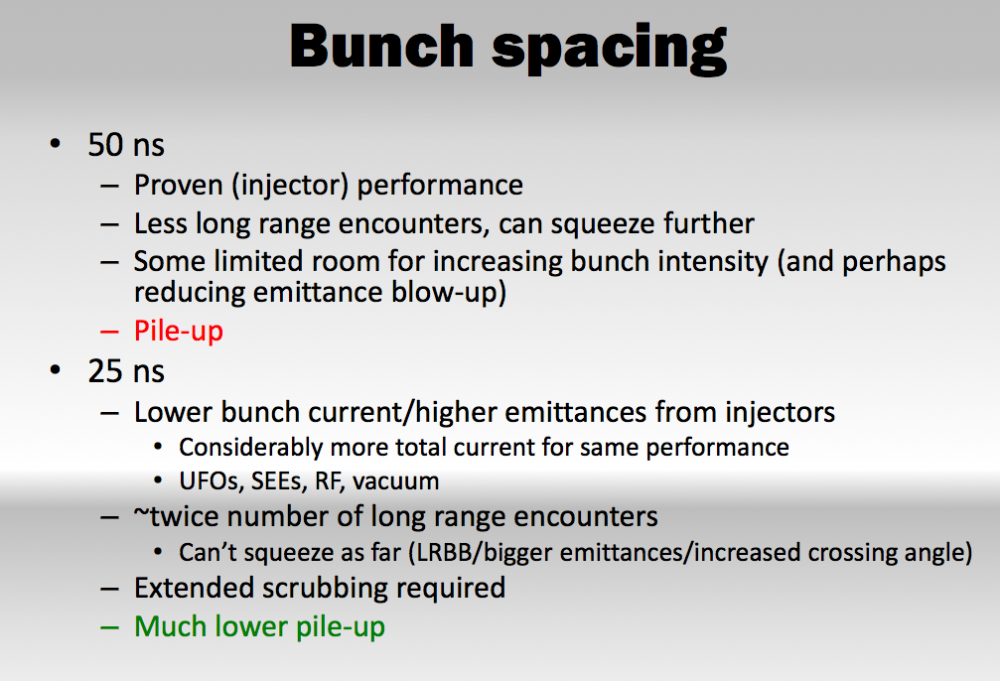 Bunch spacing
• 50 ns
– Proven (injector) performance
– Less long range encounters, can squeeze further
– Some limited room for increasing bunch intensity (and perhaps
reducing emittance blow-up)
– Pile-up
• 25 ns
– Lower bunch current/higher emittances from injectors
• Considerably more total current for same performance
• UFOs, SEEs, RF, vacuum
– ~twice number of long range encounters
• Can’t squeeze as far (LRBB/bigger emittances/increased crossing angle)
– Extended scrubbing required
– Much lower pile-up